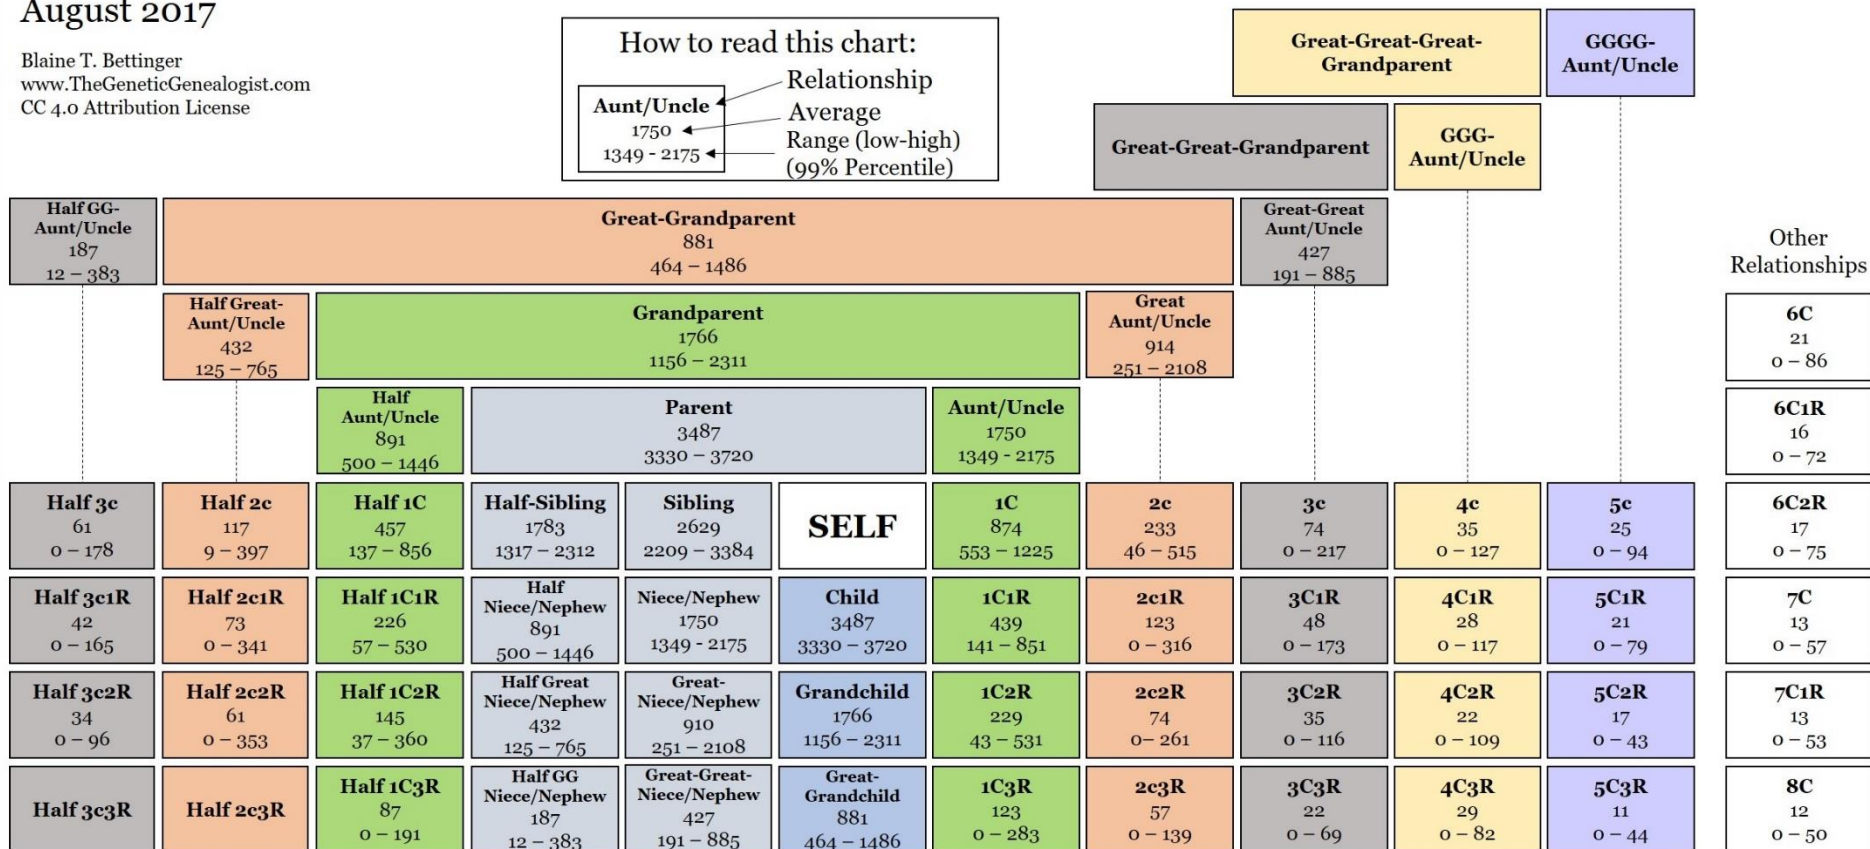 August 2017
Blaine T. Bettinger
www.TheGeneticGenealogist.com
CC 4.0 Attribution License
How to read this chart:
Aunt/Uncle
1750
1349 - 2175
Relationship
Average
Range (low-high)
(99% Percentile)
Great-Great-Great-
Grandparent
GGGG-
Aunt/Uncle
Great-Great-Grandparent
GGG-
Aunt/Uncle
Half GG-
Aunt/Uncle
187
12 – 383
Great-Grandparent
881
464 – 1486
Great-Great
Aunt/Uncle
427
191 – 885
Other
Relationships
Half Great-
Aunt/Uncle
432
125 – 765
Grandparent
1766
1156 – 2311
Great
Aunt/Uncle
914
251 – 2108
6C
21
0 – 86
Half
Aunt/Uncle
891
500 – 1446
Parent
3487
3330 – 3720
Aunt/Uncle
1750
1349 - 2175
6C1R
16
0 – 72
Half 3c
61
0 – 178
Half 2c
117
9 – 397
Half 1C
457
137 – 856
Half-Sibling
1783
1317 – 2312
Sibling
2629
2209 – 3384
SELF
1C
874
553 – 1225
2c
233
46 – 515
3c
74
0 – 217
4c
35
0 – 127
5c
25
0 – 94
6C2R
17
0 – 75
Half 3c1R
42
0 – 165
Half 2c1R
73
0 – 341
Half 1C1R
226
57 – 530
Half
Niece/Nephew
891
500 – 1446
Niece/Nephew
1750
1349 - 2175
Child
3487
3330 – 3720
1C1R
439
141 – 851
2c1R
123
0 – 316
3C1R
48
0 – 173
4C1R
28
0 – 117
5C1R
21
0 – 79
7C
13
0 – 57
Half 3c2R
34
0 – 96
Half 2c2R
61
0 – 353
Half 1C2R
145
37 – 360
Half Great
Niece/Nephew
432
125 – 765
Great-
Niece/Nephew
910
251 – 2108
Grandchild
1766
1156 – 2311
1C2R
229
43 – 531
2c2R
74
0– 261
3C2R
35
0 – 116
4C2R
22
0 – 109
5C2R
17
0 – 43
7C1R
13
0 – 53
Half 3c3R
Half 2c3R
Half 1C3R
87
0 – 191
Half GG
Niece/Nephew
187
12 – 383
Great-Great-
Niece/Nephew
427
191 – 885
Great-
Grandchild
881
464 – 1486
1C3R
123
0 – 283
2c3R
57
0 – 139
3C3R
22
0 – 69
4C3R
29
0 – 82
5C3R
11
0 – 44
8C
12
0 – 50